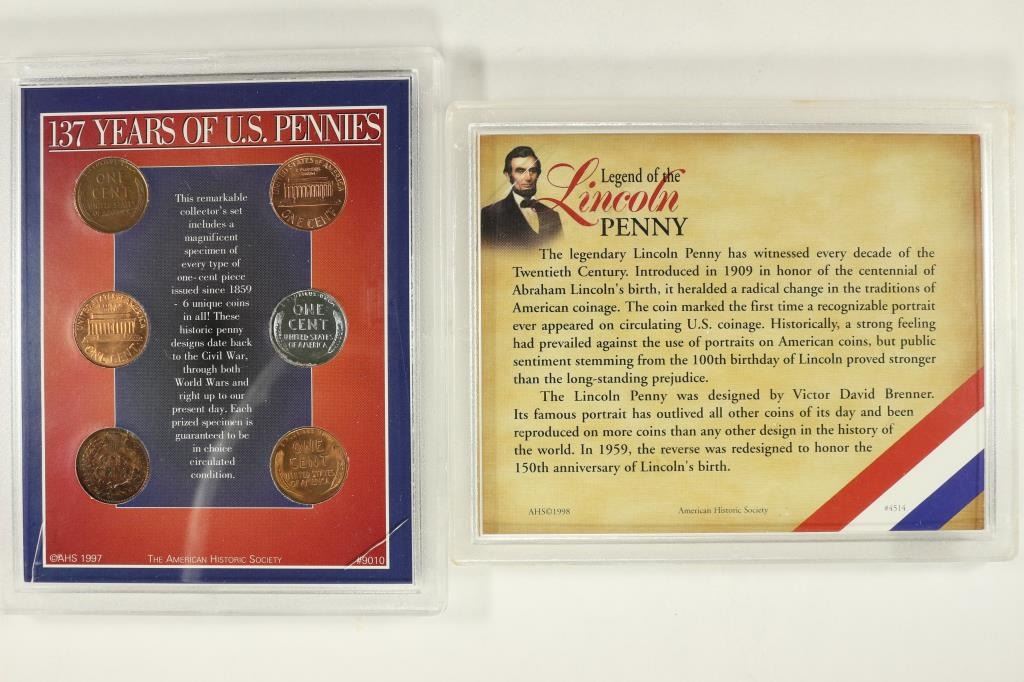 137 YEARS OF U.S. PENNIES
ONE
CENT
UNITED STATES
OF AMERICA
UNITED STATES OF AMERICA
E PLURIBUS
UNUM
ONE CENT
This remarkable
collector's set
includes a
magnificent
specimen of
every type of
one-cent piece
issued since 1859
- 6 unique coins
in all! These
historic penny
designs date back
to the Civil War,
through both
World Wars and
right up to our
present day. Each
prized specimen is
guaranteed to be
in choice
circulated
condition.
UNITED STATES OF AMERICA
ONE CENT
ONE
CENT
UNITED STATES
OF AMERICA
ONE
CENT
UNITED STATES
OF AMERICA
©AHS 1997
THE AMERICAN HISTORIC SOCIETY
#9010
Legend of the
Lincoln
PENNY
The legendary Lincoln Penny has witnessed every decade of the
Twentieth Century. Introduced in 1909 in honor of the centennial of
Abraham Lincoln's birth, it heralded a radical change in the traditions of
American coinage. The coin marked the first time a recognizable portrait
ever appeared on circulating U.S. coinage. Historically, a strong feeling
had prevailed against the use of portraits on American coins, but public
sentiment stemming from the 100th birthday of Lincoln proved stronger
than the long-standing prejudice.
The Lincoln Penny was designed by Victor David Brenner.
Its famous portrait has outlived all other coins of its day and been
reproduced on more coins than any other design in the history of
the world. In 1959, the reverse was redesigned to honor the
150th anniversary of Lincoln's birth.
AHS©1998
American Historic Society
#4514